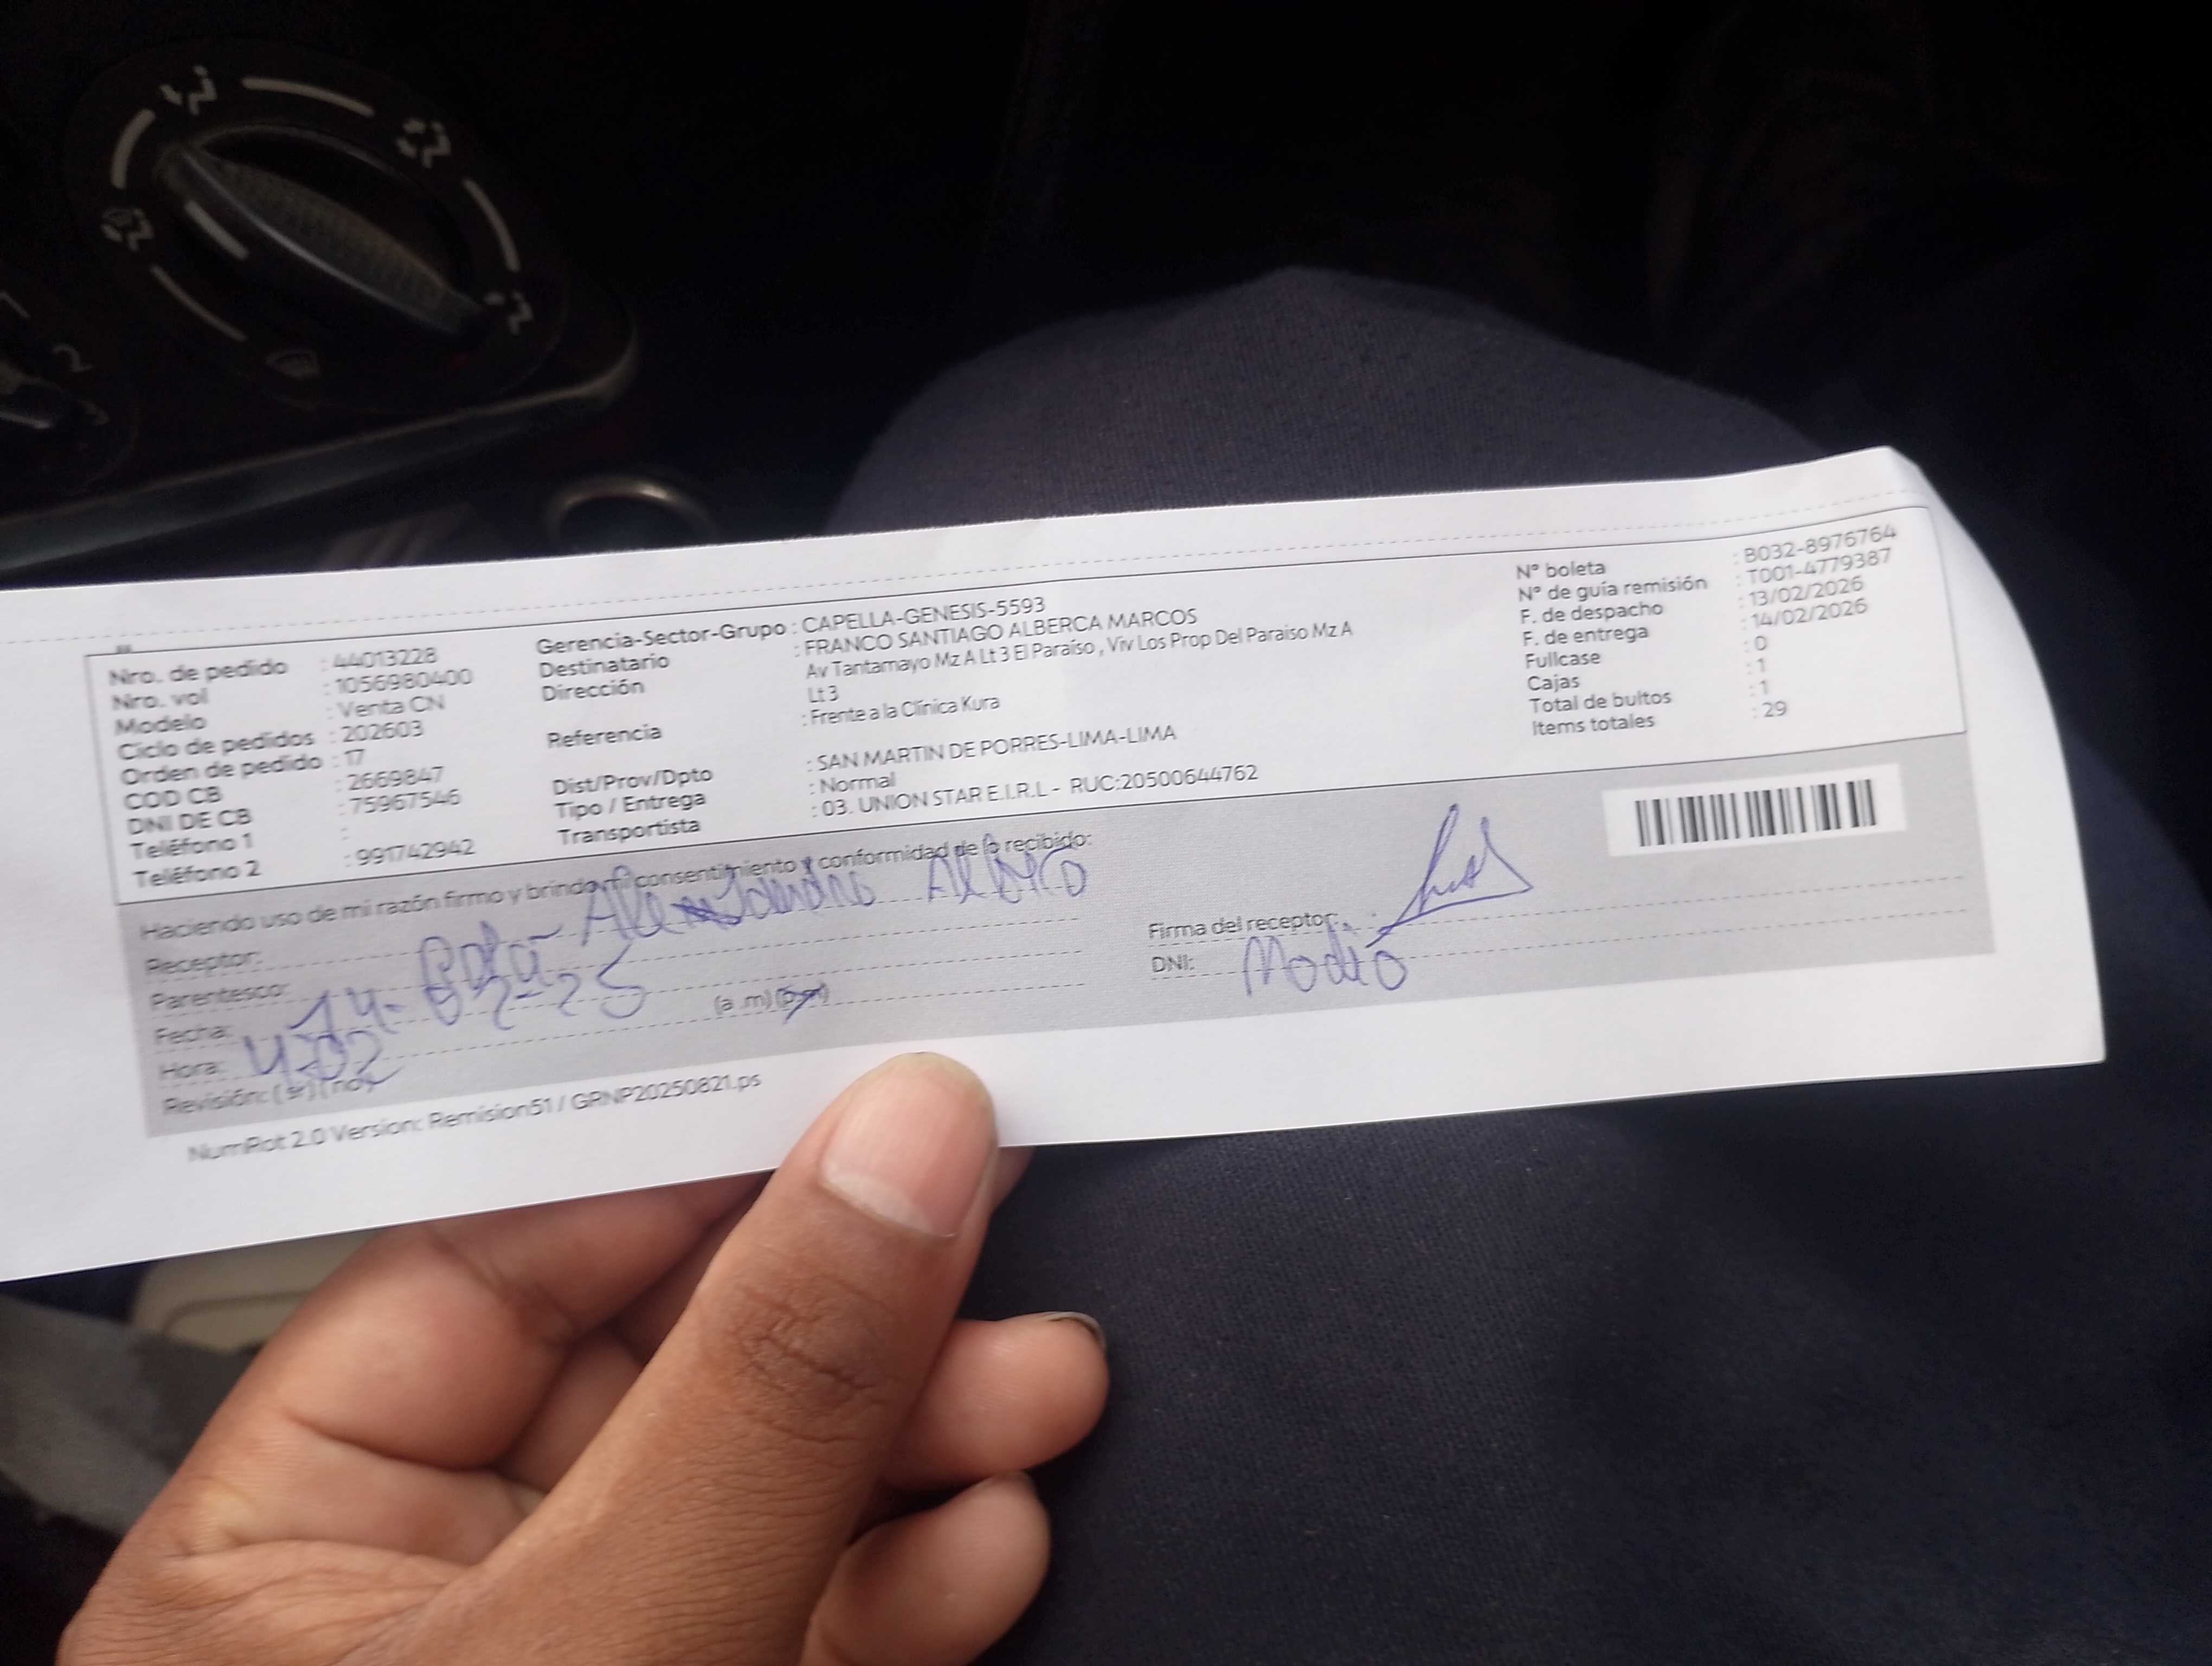 Nro. de pedido : 44013228
Nro. vol : 1056980400
Modelo : Venta CN
Ciclo de pedidos : 202603
Orden de pedido : 17
COD CB : 2669847
DNI DE CB : 75967546
Teléfono 1 :
Teléfono 2 : 991742942
Gerencia-Sector-Grupo : CAPELLA-GENESIS-5593
Destinatario : FRANCO SANTIAGO ALBERCA MARCOS
Dirección Av Tantamayo Mz A Lt 3 El Paraiso , Viv Los Prop Del Paraiso Mz A
Lt 3
Referencia : Frente a la Clínica Kura
Dist/Prov/Dpto : SAN MARTIN DE PORRES-LIMA-LIMA
Tipo / Entrega : Normal
Transportista : 03. UNION STAR E.I.R.L - RUC:20500644762
N° boleta : B032-8976764
N° de guía remisión : T001-4779387
F. de despacho : 13/02/2026
F. de entrega : 14/02/2026
Fullcase : 0
Cajas : 1
Total de bultos : 1
Items totales : 29
Haciendo uso de mi razón firmo y brindo mi consentimiento y conformidad de lo recibido:
Receptor:
Parentesco:
Fecha: 14-02-25
Hora: 4:02 (a .m) (p.m)
Revisión: ( si ) ( no )
Firma del receptor:
DNI:
NumRot 2.0 Version: Remision51 / GRNP20250821.ps